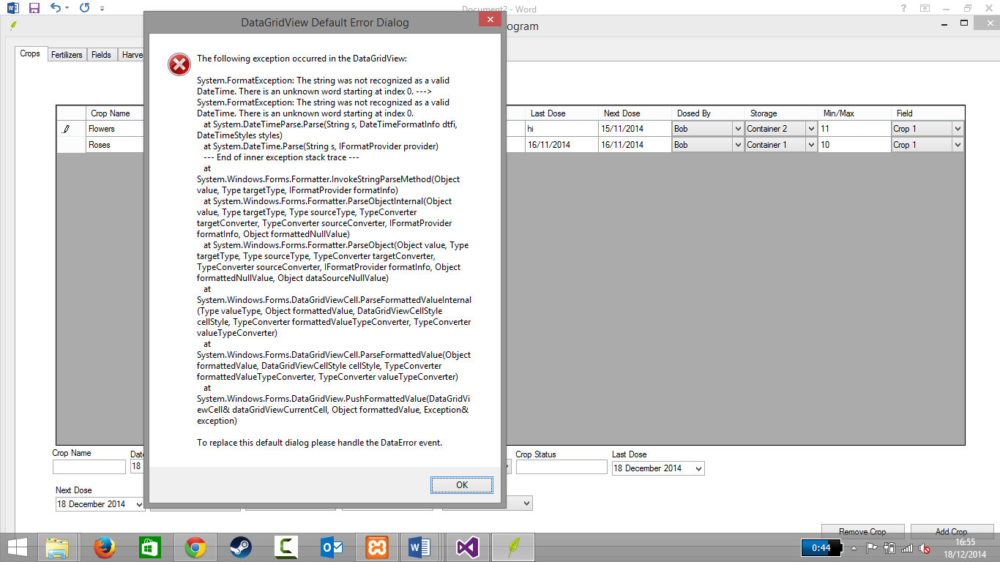 Document2 - Word
ogram
DataGridView Default Error Dialog
Crops
Fertilizers
Fields
Harve
The following exception occurred in the DataGridView:
System.FormatException: The string was not recognized as a valid
DateTime. There is an unknown word starting at index 0. --->
System.FormatException: The string was not recognized as a valid
DateTime. There is an unknown word starting at index 0.
at System.DateTimeParse.Parse(String s, DateTimeFormatInfo dtfi,
DateTimeStyles styles)
at System.DateTime.Parse(String s, IFormatProvider provider)
--- End of inner exception stack trace ---
at
System.Windows.Forms.Formatter.InvokeStringParseMethod(Object
value, Type targetType, IFormatProvider formatInfo)
at System.Windows.Forms.Formatter.ParseObjectInternal(Object
value, Type targetType, Type sourceType, TypeConverter
targetConverter, TypeConverter sourceConverter, IFormatProvider
formatInfo, Object formattedNullValue)
at System.Windows.Forms.Formatter.ParseObject(Object value, Type
targetType, Type sourceType, TypeConverter targetConverter,
TypeConverter sourceConverter, IFormatProvider formatInfo, Object
formattedNullValue, Object dataSourceNullValue)
at
System.Windows.Forms.DataGridViewCell.ParseFormattedValueInternal
(Type valueType, Object formattedValue, DataGridViewCellStyle
cellStyle, TypeConverter formattedValueTypeConverter, TypeConverter
valueTypeConverter)
at
System.Windows.Forms.DataGridViewCell.ParseFormattedValue(Object
formattedValue, DataGridViewCellStyle cellStyle, TypeConverter
formattedValueTypeConverter, TypeConverter valueTypeConverter)
at
System.Windows.Forms.DataGridView.PushFormattedValue(DataGridVi
ewCell& dataGridViewCurrentCell, Object formattedValue, Exception&
exception)
To replace this default dialog please handle the DataError event.
OK
Crop Name Last Dose Next Dose Dosed By Storage Min/Max Field
Flowers hi 15/11/2014 Bob Container 2 11 Crop 1
Roses 16/11/2014 16/11/2014 Bob Container 1 10 Crop 1
Crop Name Date Crop Status Last Dose
18 18 December 2014
Next Dose
18 December 2014
Remove Crop Add Crop
0:44
16:55
18/12/2014